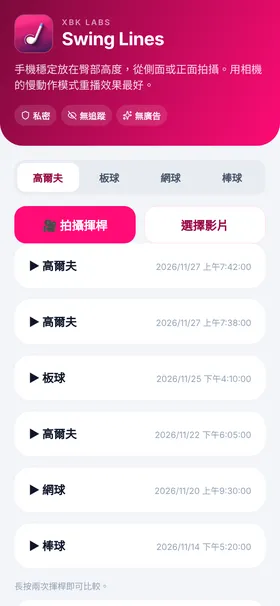 XBK LABS
Swing Lines
手機穩定放在臀部高度，從側面或正面拍攝。用相機
的慢動作模式重播效果最好。
私密
無追蹤
無廣告
高爾夫 板球 網球 棒球
🎥 拍攝揮桿
選擇影片
▶ 高爾夫 2026/11/27 上午7:42:00
▶ 高爾夫 2026/11/27 上午7:38:00
▶ 板球 2026/11/25 下午4:10:00
▶ 高爾夫 2026/11/22 下午6:05:00
▶ 網球 2026/11/20 上午9:30:00
▶ 棒球 2026/11/14 下午5:20:00
長按兩次揮桿即可比較。